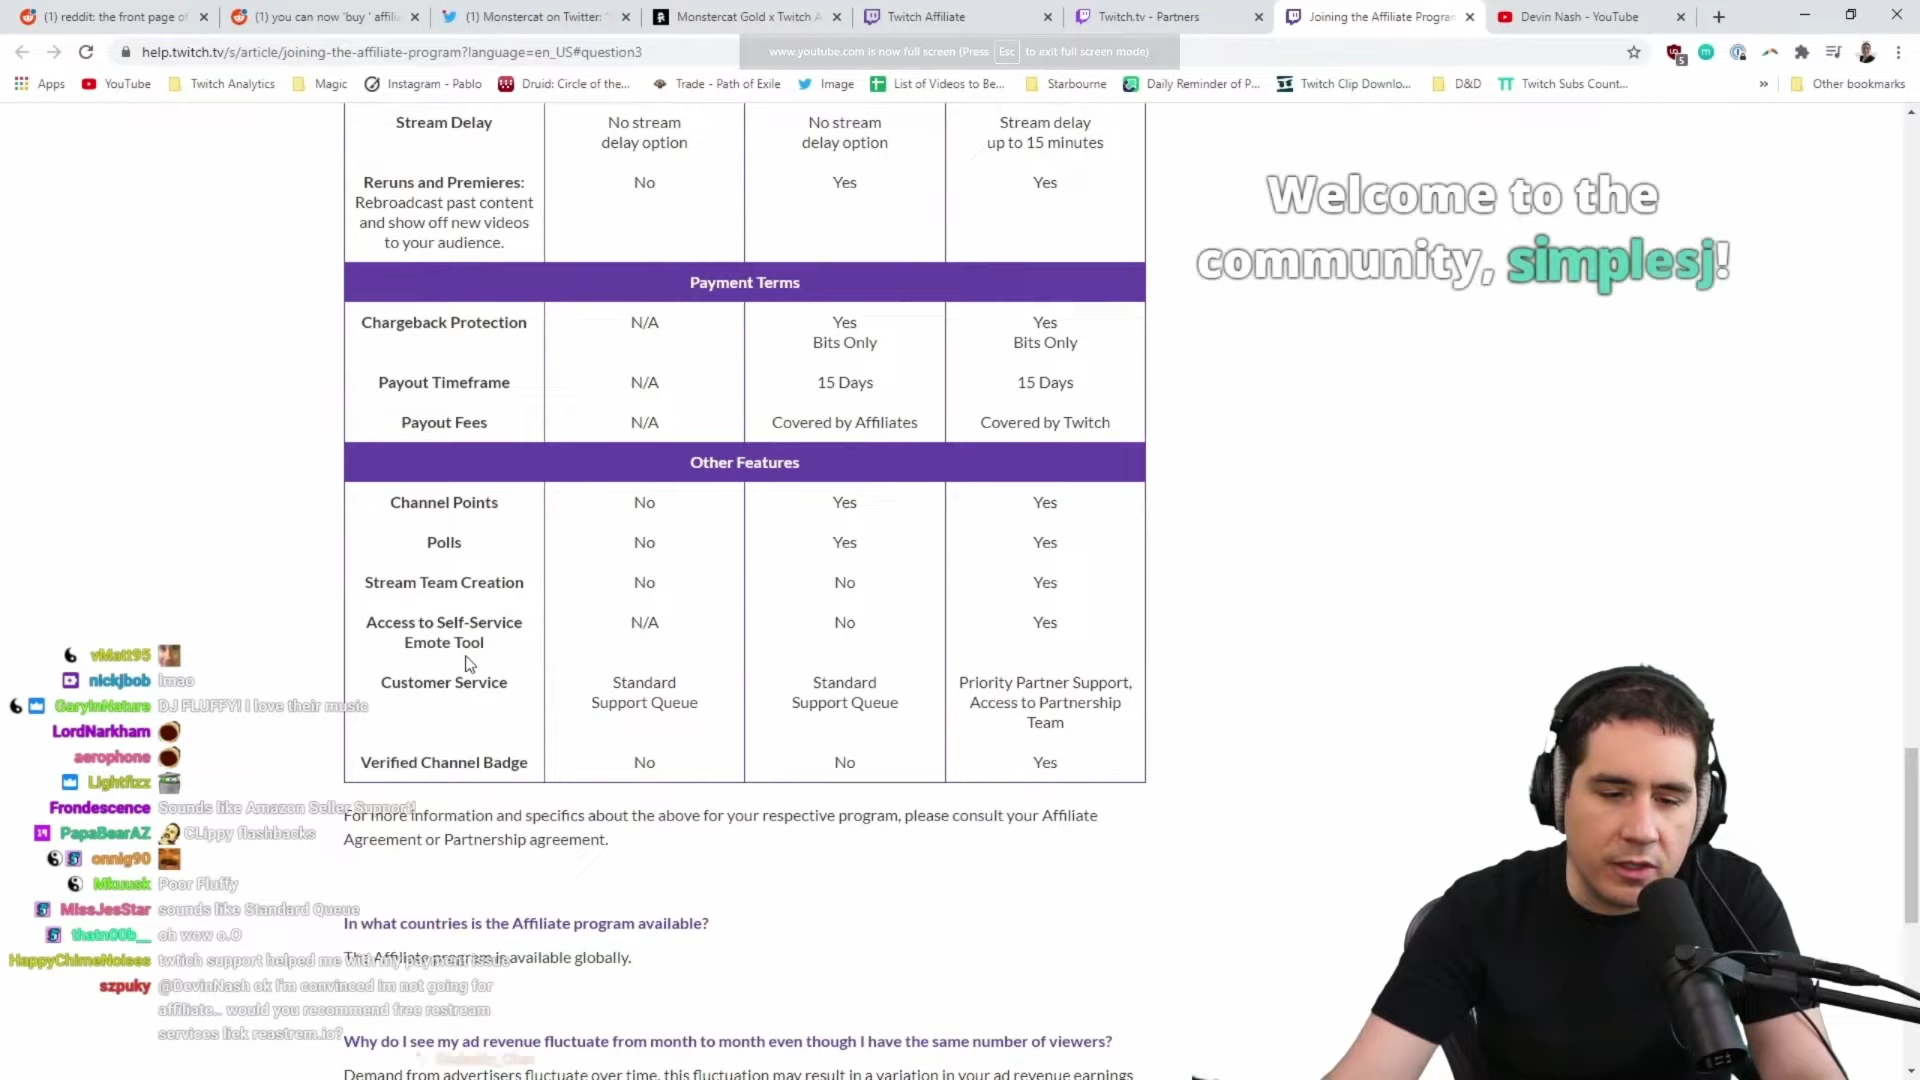 (1) reddit: the front page of
(1) you can now 'buy ' affili
(1) Monstercat on Twitter: "
Monstercat Gold x Twitch A
Twitch Affiliate
Twitch.tv - Partners
Joining the Affiliate Progra
Devin Nash - YouTube
help.twitch.tv/s/article/joining-the-affiliate-program?language=en_US#question3
www.youtube.com is now full screen (Press Esc to exit full screen mode)
Apps
YouTube
Twitch Analytics
Magic
Instagram - Pablo
Druid: Circle of the...
Trade - Path of Exile
Image
List of Videos to Be...
Starbourne
Daily Reminder of P...
Twitch Clip Downlo...
D&D
Twitch Subs Count...
Other bookmarks
Stream Delay
No stream
delay option
No stream
delay option
Stream delay
up to 15 minutes
Reruns and Premieres:
Rebroadcast past content
and show off new videos
to your audience.
No
Yes
Yes
Payment Terms
Chargeback Protection
N/A
Yes
Bits Only
Yes
Bits Only
Payout Timeframe
N/A
15 Days
15 Days
Payout Fees
N/A
Covered by Affiliates
Covered by Twitch
Other Features
Channel Points
No
Yes
Yes
Polls
No
Yes
Yes
Stream Team Creation
No
No
Yes
Access to Self-Service
Emote Tool
N/A
No
Yes
Customer Service
Standard
Support Queue
Standard
Support Queue
Priority Partner Support,
Access to Partnership
Team
Verified Channel Badge
No
No
Yes
For more information and specifics about the above for your respective program, please consult your Affiliate
Agreement or Partnership agreement.
In what countries is the Affiliate program available?
The Affiliate program is available globally.
Why do I see my ad revenue fluctuate from month to month even though I have the same number of viewers?
Demand from advertisers fluctuate over time, this fluctuation may result in a variation in your ad revenue earnings
Welcome to the
community, simplesj!
vMatt95
nickjbob lmao
GaryInNature DJ FLUFFY! I love their music
LordNarkham
aerophone
Lightfizz
Frondescence Sounds like Amazon Seller Support!
PapaBearAZ CLippy flashbacks
onnig90
Mkuusk Poor Fluffy
MissJesStar sounds like Standard Queue
thatn00b__ oh wow o.O
HappyChimeNoises twtich support helped me with my payment issue
szpuky @DevinNash ok I'm convinced im not going for
affiliate.. would you recommend free restream
services liek reastrem.io?